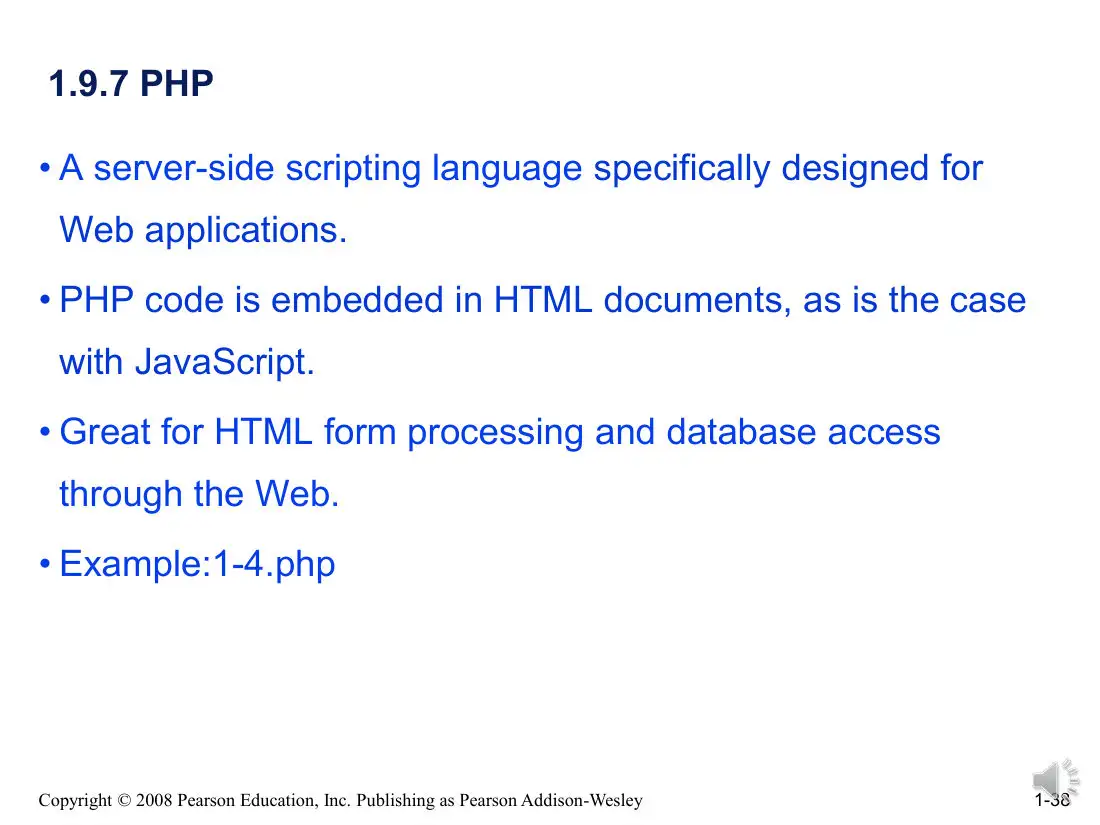 1.9.7 PHP
• A server-side scripting language specifically designed for
Web applications.
• PHP code is embedded in HTML documents, as is the case
with JavaScript.
• Great for HTML form processing and database access
through the Web.
• Example:1-4.php
Copyright © 2008 Pearson Education, Inc. Publishing as Pearson Addison-Wesley
1-38